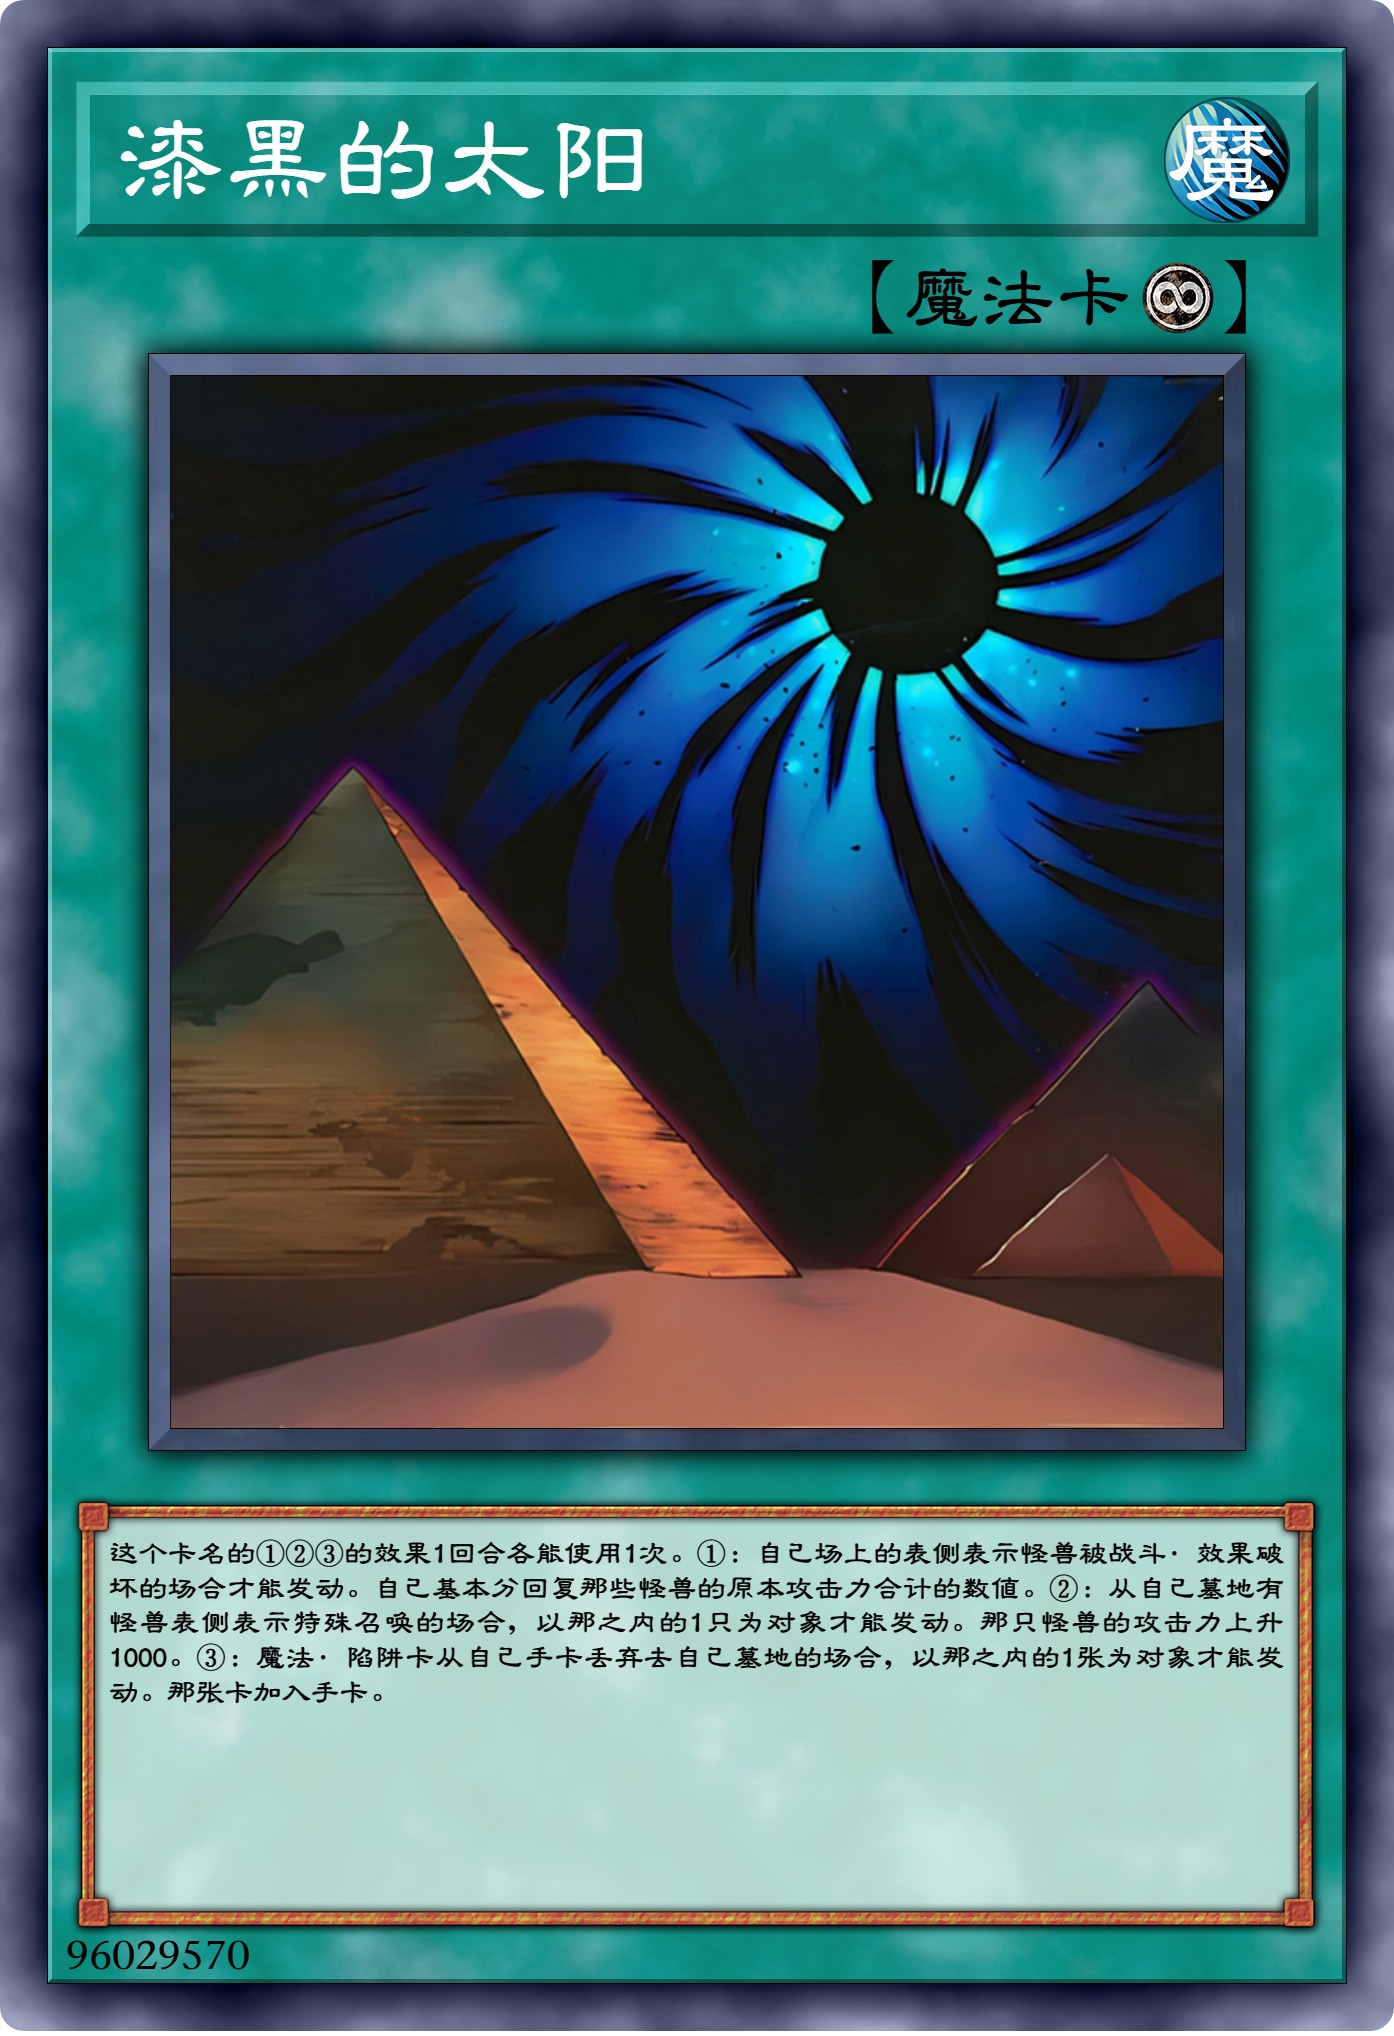 漆黑的太阳
魔
【魔法卡♾】
这个卡名的①②③的效果1回合各能使用1次。①：自己场上的表侧表示怪兽被战斗·效果破
坏的场合才能发动。自己基本分回复那些怪兽的原本攻击力合计的数值。②：从自己墓地有
怪兽表侧表示特殊召唤的场合，以那之内的1只为对象才能发动。那只怪兽的攻击力上升
1000。③：魔法·陷阱卡从自己手卡丢弃去自己墓地的场合，以那之内的1张为对象才能发
动。那张卡加入手卡。
96029570